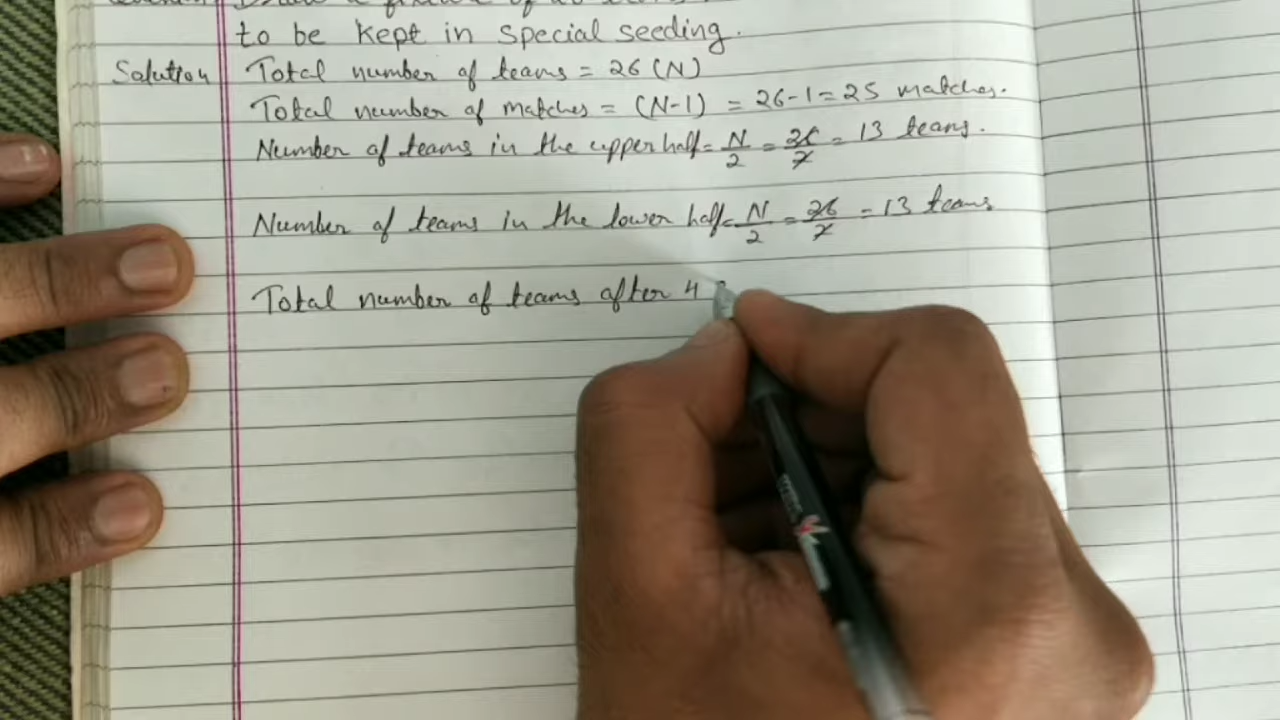 to be kept in special seeding.
Solution Total number of teams = 26 (N)
Total number of matches = (N-1) = 26-1 = 25 matches.
Number of teams in the upper half = N/2 = 26/2 = 13 teams.
Number of teams in the lower half = N/2 = 26/2 = 13 teams
Total number of teams after 4